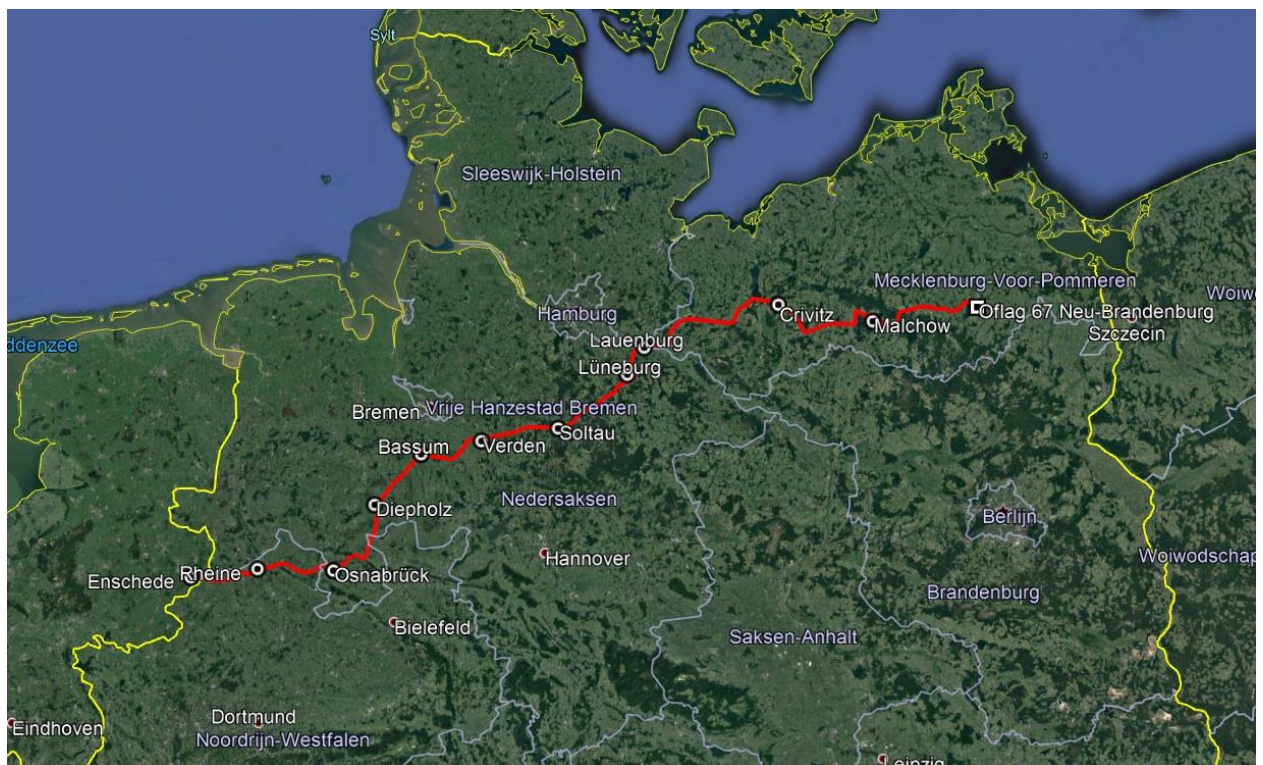 Sylt
Sleeswijk-Holstein
Mecklenburg-Voor-Pommeren
Woiwo
Hamburg
Crivitz
Oflag 67 Neu-Brandenburg
Malchow
Szczecin
ddenzee
Lauenburg
Lüneburg
Bremen
Vrije Hanzestad Bremen
Soltau
Bassum
Verden
Nedersaksen
Diepholz
Berlijn
Hannover
Woiwodschap
Enschede
Rheine
Osnabrück
Brandenburg
Bielefeld
Saksen-Anhalt
Eindhoven
Dortmund
Noordrijn-Westfalen
Leipzig